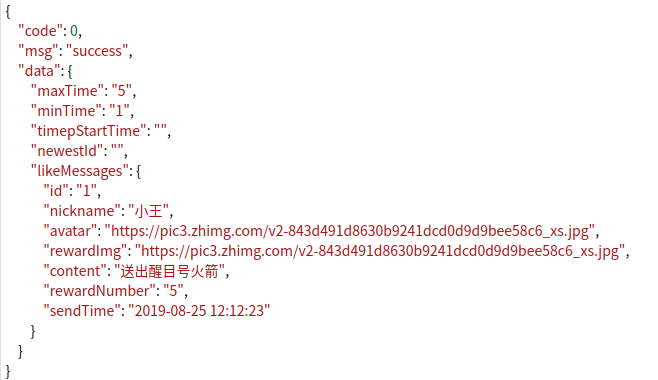 {
"code": 0,
"msg": "success",
"data": {
"maxTime": "5",
"minTime": "1",
"timepStartTime": "",
"newestId": "",
"likeMessages": {
"id": "1",
"nickname": "小王",
"avatar": "https://pic3.zhimg.com/v2-843d491d8630b9241dcd0d9d9bee58c6_xs.jpg",
"rewardImg": "https://pic3.zhimg.com/v2-843d491d8630b9241dcd0d9d9bee58c6_xs.jpg",
"content": "送出醒目号火箭",
"rewardNumber": "5",
"sendTime": "2019-08-25 12:12:23"
}
}
}